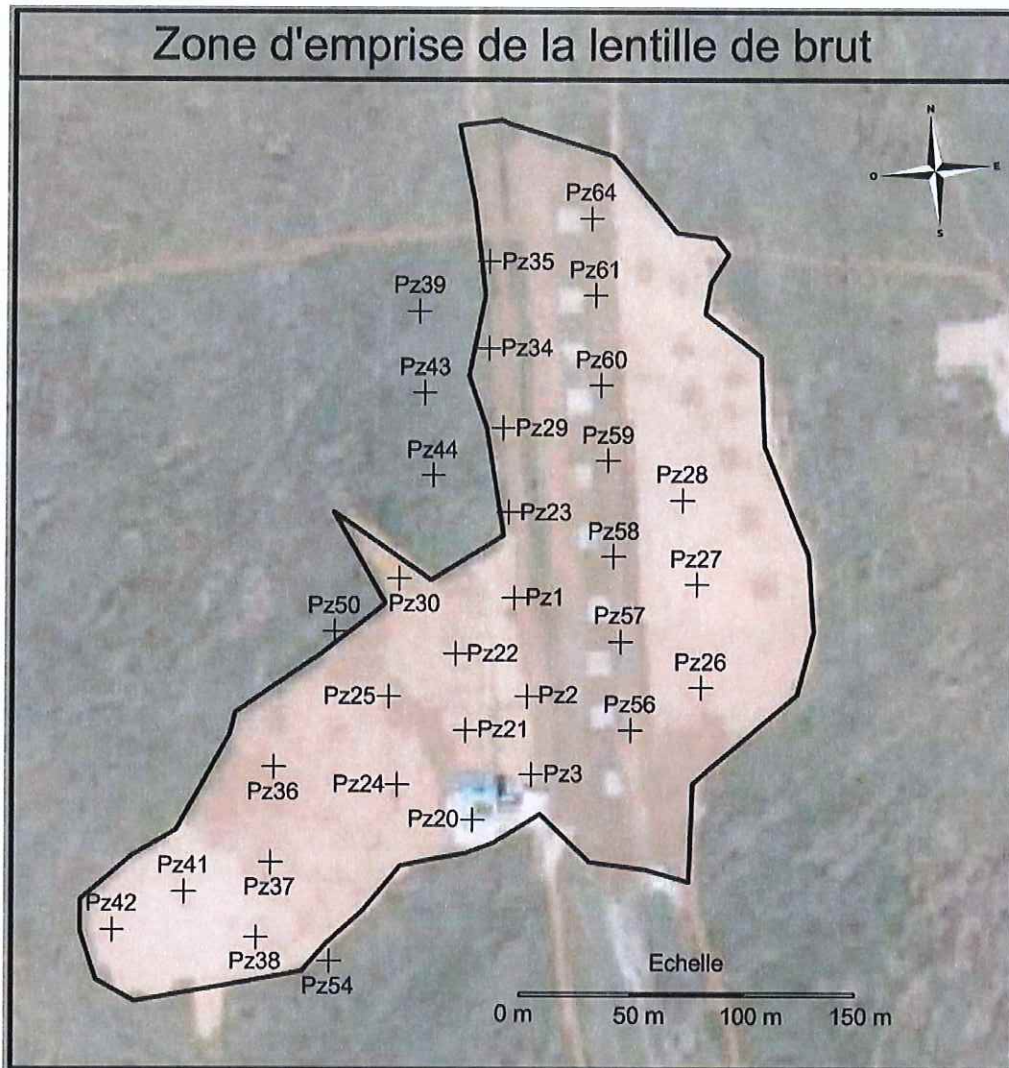 Zone d'emprise de la lentille de brut
N
O
E
S
Pz64
Pz35
Pz61
Pz39
Pz34
Pz43
Pz60
Pz29
Pz44
Pz59
Pz28
Pz23
Pz58
Pz27
Pz30
Pz1
Pz50
Pz57
Pz22
Pz26
Pz25
Pz2
Pz56
Pz21
Pz36
Pz24
Pz3
Pz20
Pz41
Pz37
Pz42
Pz38
Pz54
Echelle
0 m 50 m 100 m 150 m